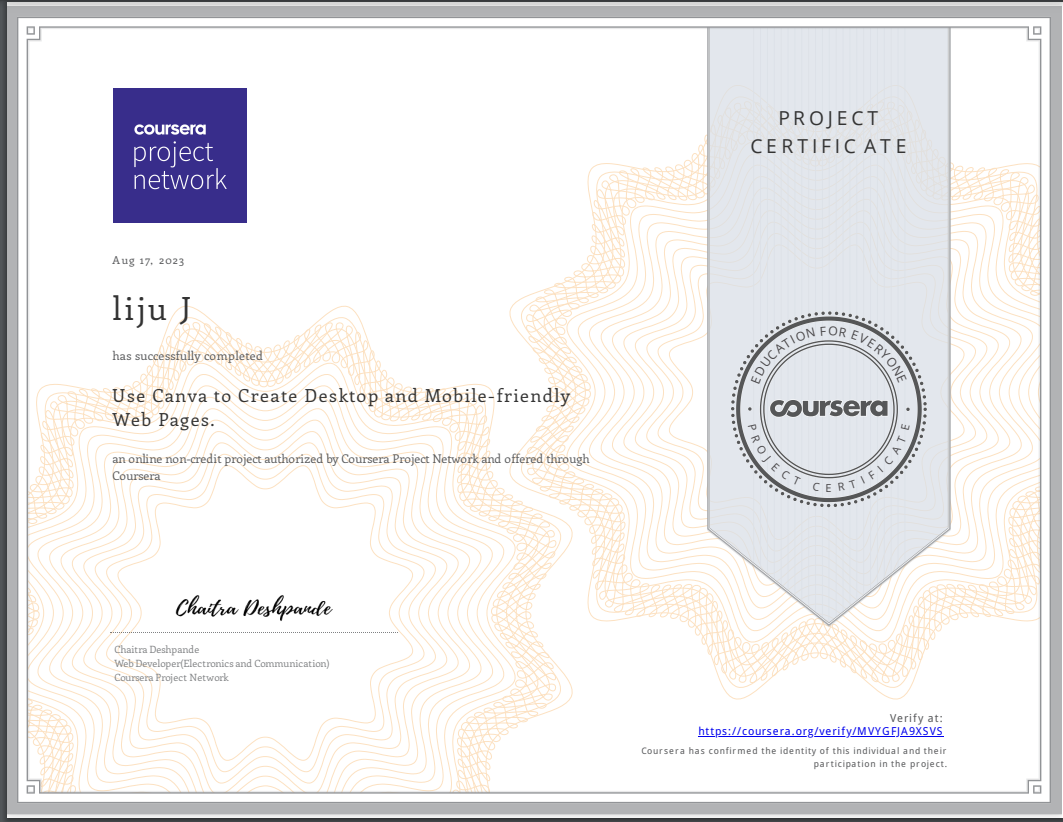 PROJECT
CERTIFICATE
coursera
project
network
Aug 17, 2023
liju J
has successfully completed
Use Canva to Create Desktop and Mobile-friendly
Web Pages.
an online non-credit project authorized by Coursera Project Network and offered through
Coursera
EDUCATION FOR EVERYONE
coursera
PROJECT CERTIFICATE
Chaitra Deshpande
Chaitra Deshpande
Web Developer(Electronics and Communication)
Coursera Project Network
Verify at:
https://coursera.org/verify/MVYGFJA9XSVS
Coursera has confirmed the identity of this individual and their
participation in the project.